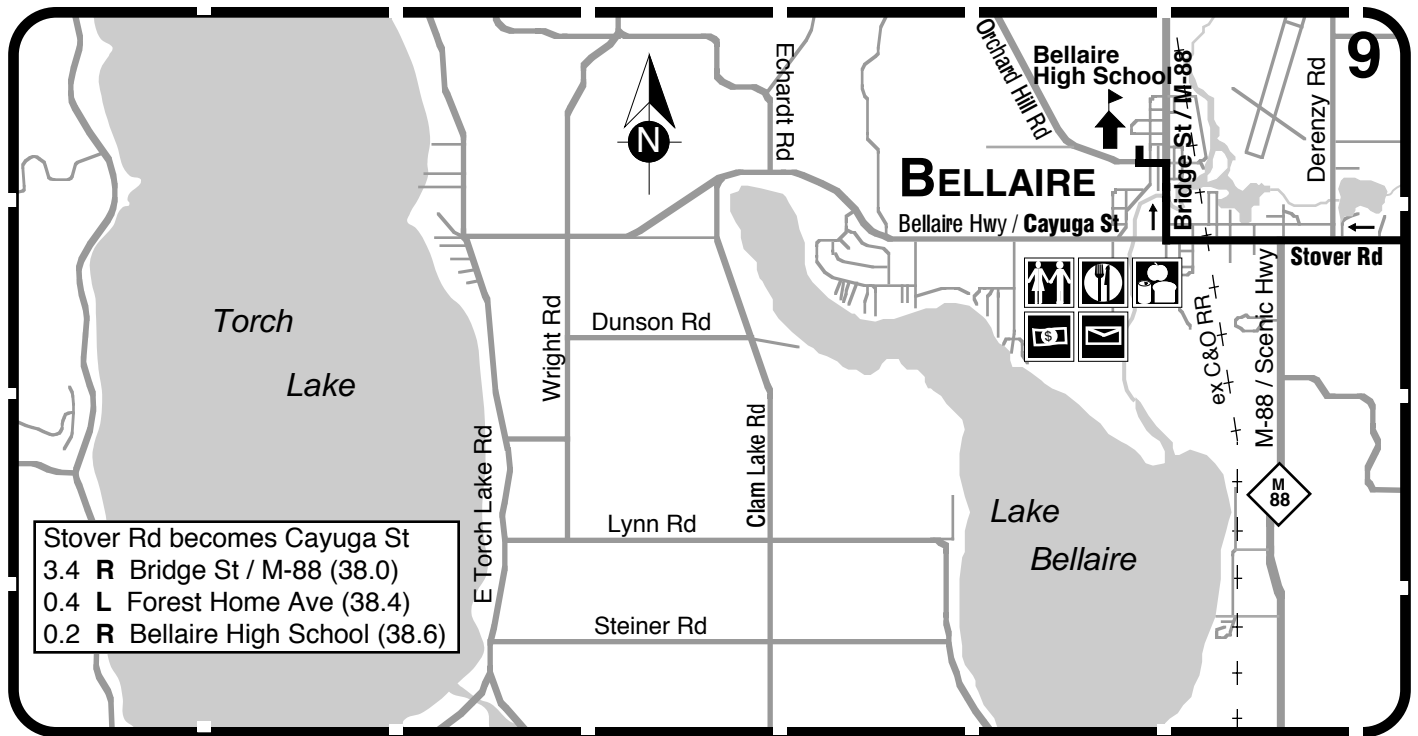 9
Orchard Hill Rd
Bellaire
High School
Bridge St / M-88
Echardt Rd
Derenzy Rd
N
BELLAIRE
Bellaire Hwy / Cayuga St
Stover Rd
Torch
Lake
Wright Rd
Dunson Rd
$
ex C&O RR
M-88 / Scenic Hwy
E Torch Lake Rd
Clam Lake Rd
M
88
Lynn Rd
Lake
Bellaire
Steiner Rd
Stover Rd becomes Cayuga St
3.4 R Bridge St / M-88 (38.0)
0.4 L Forest Home Ave (38.4)
0.2 R Bellaire High School (38.6)